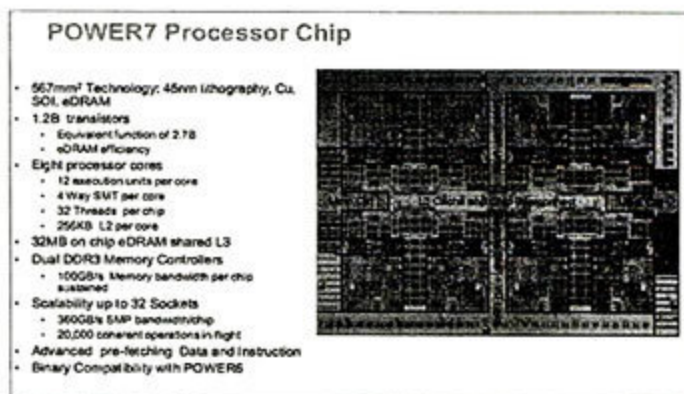 POWER7 Processor Chip
• 567mm² Technology: 45nm lithography, Cu,
SOI, eDRAM
• 1.2B transistors
• Equivalent function of 2.7B
• eDRAM efficiency
• Eight processor cores
• 12 execution units per core
• 4 Way SMT per core
• 32 Threads per chip
• 256KB L2 per core
• 32MB on chip eDRAM shared L3
• Dual DDR3 Memory Controllers
• 100GB/s Memory bandwidth per chip
sustained
• Scalability up to 32 Sockets
• 360GB/s SMP bandwidth/chip
• 20,000 coherent operations in flight
• Advanced pre-fetching Data and Instruction
• Binary Compatibility with POWER6